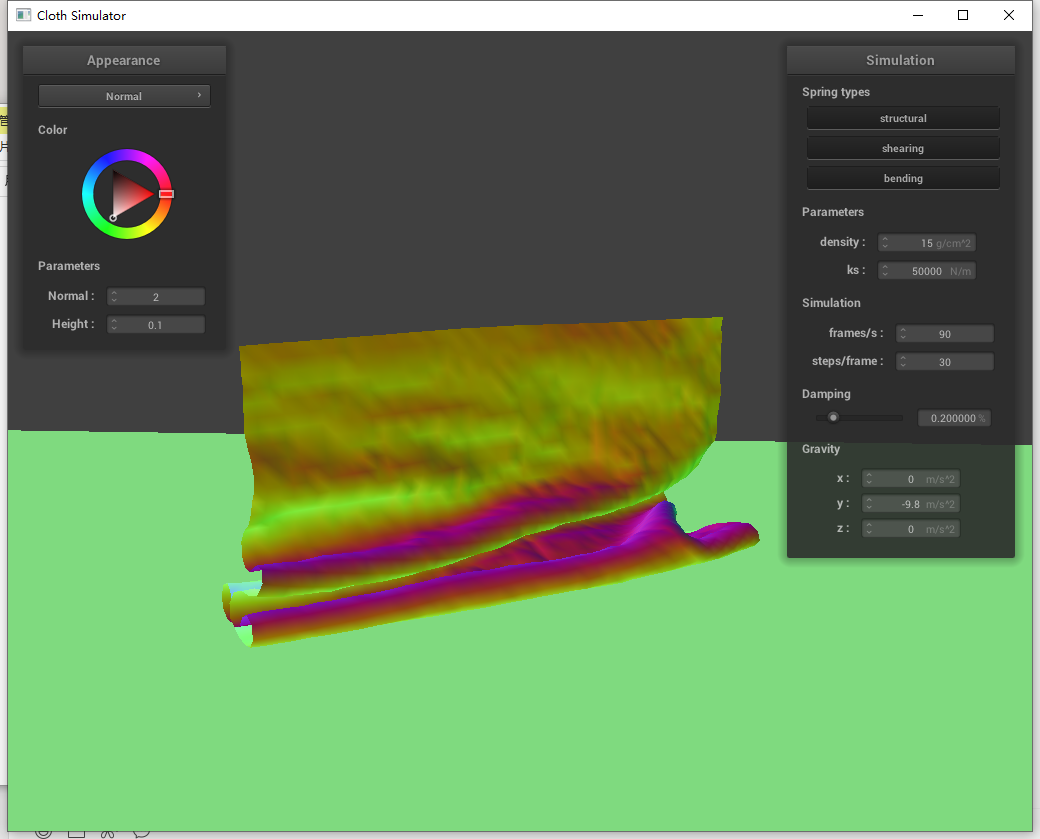 Cloth Simulator
Appearance
Normal
Color
Parameters
Normal : 2
Height : 0.1
Simulation
Spring types
structural
shearing
bending
Parameters
density : 15 g/cm^2
ks : 50000 N/m
Simulation
frames/s : 90
steps/frame : 30
Damping
0.200000 %
Gravity
x : 0 m/s^2
y : -9.8 m/s^2
z : 0 m/s^2